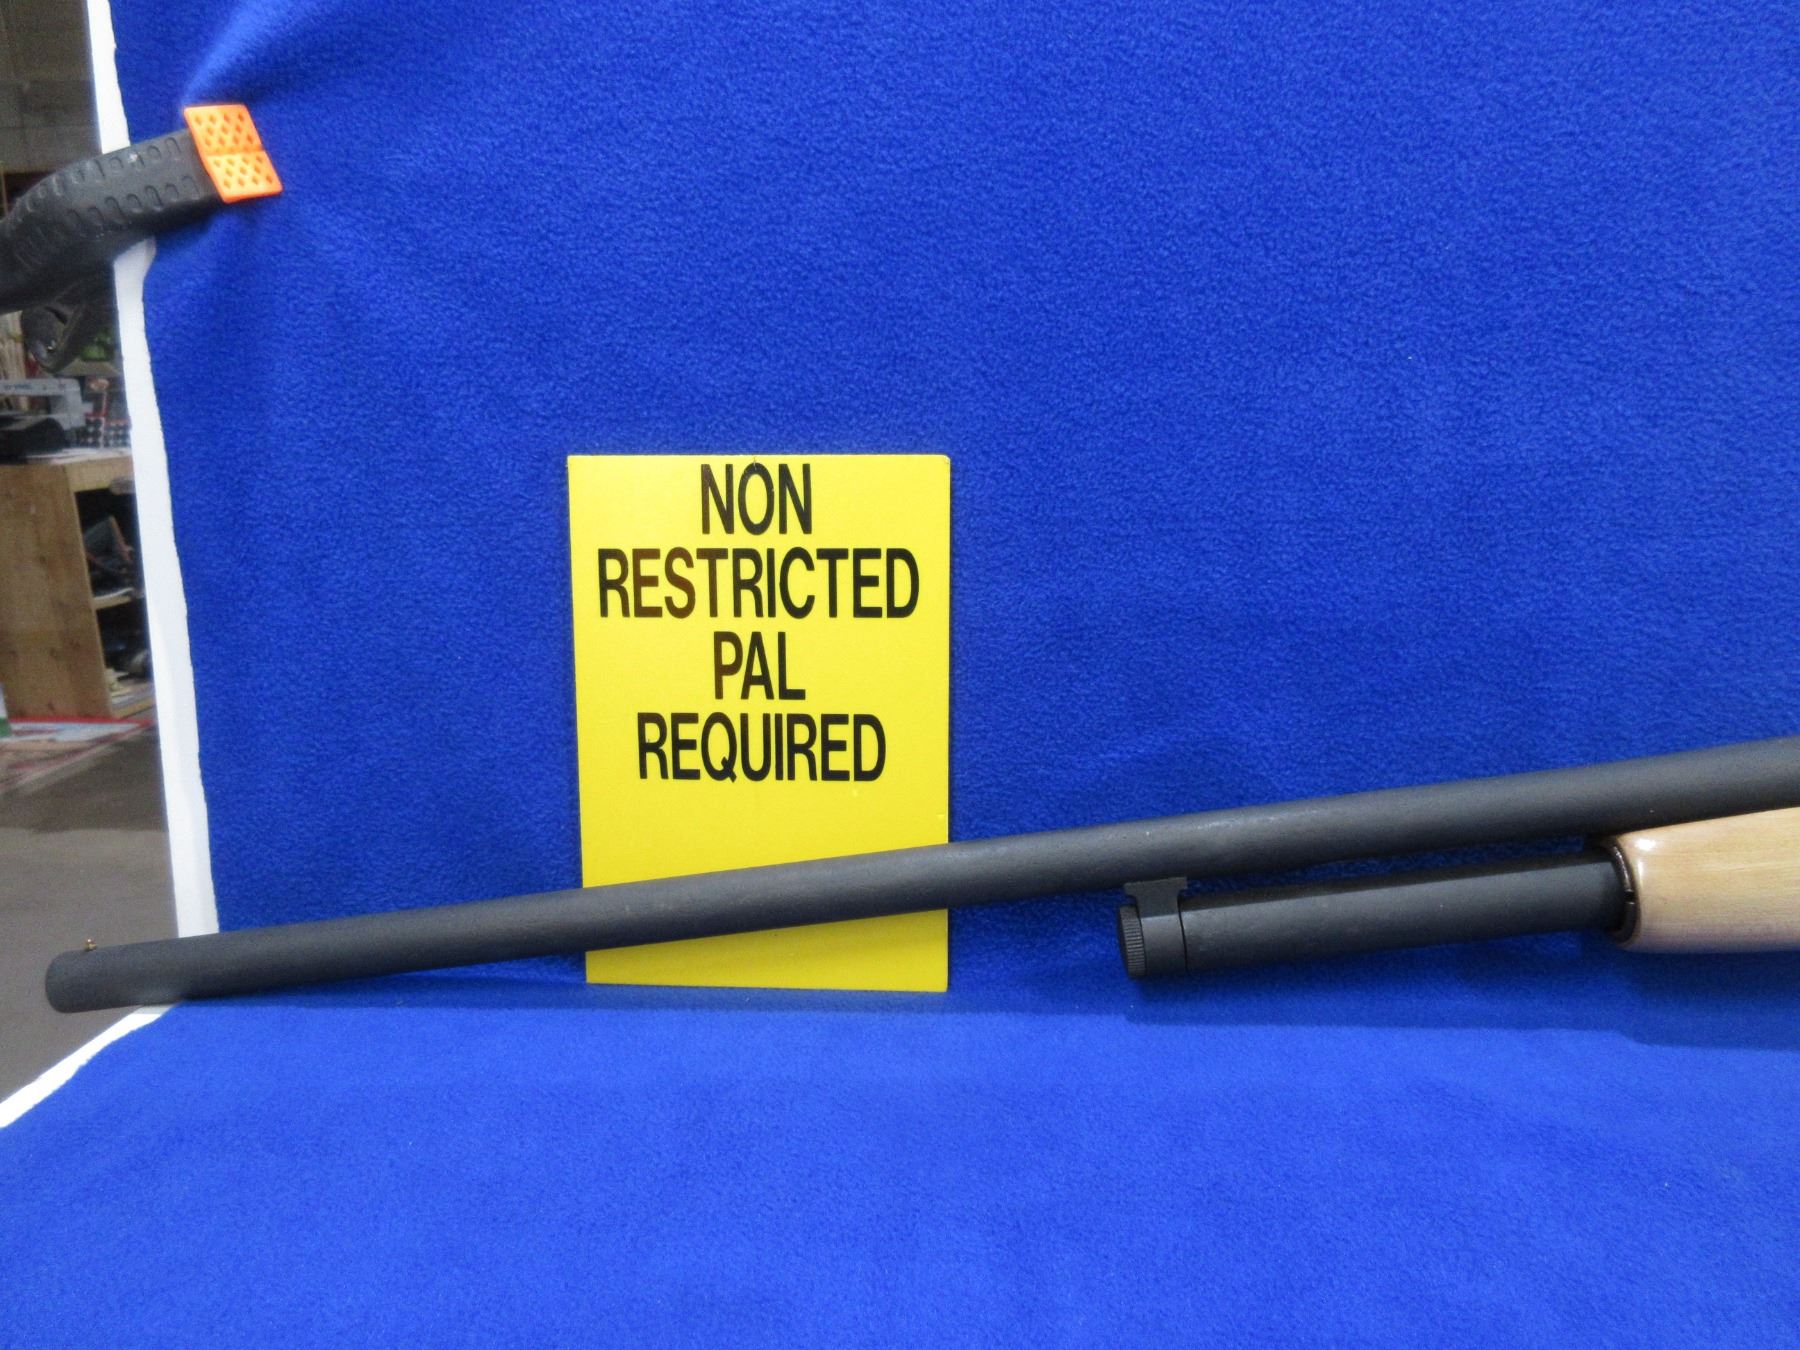 NON
RESTRICTED
PAL
REQUIRED